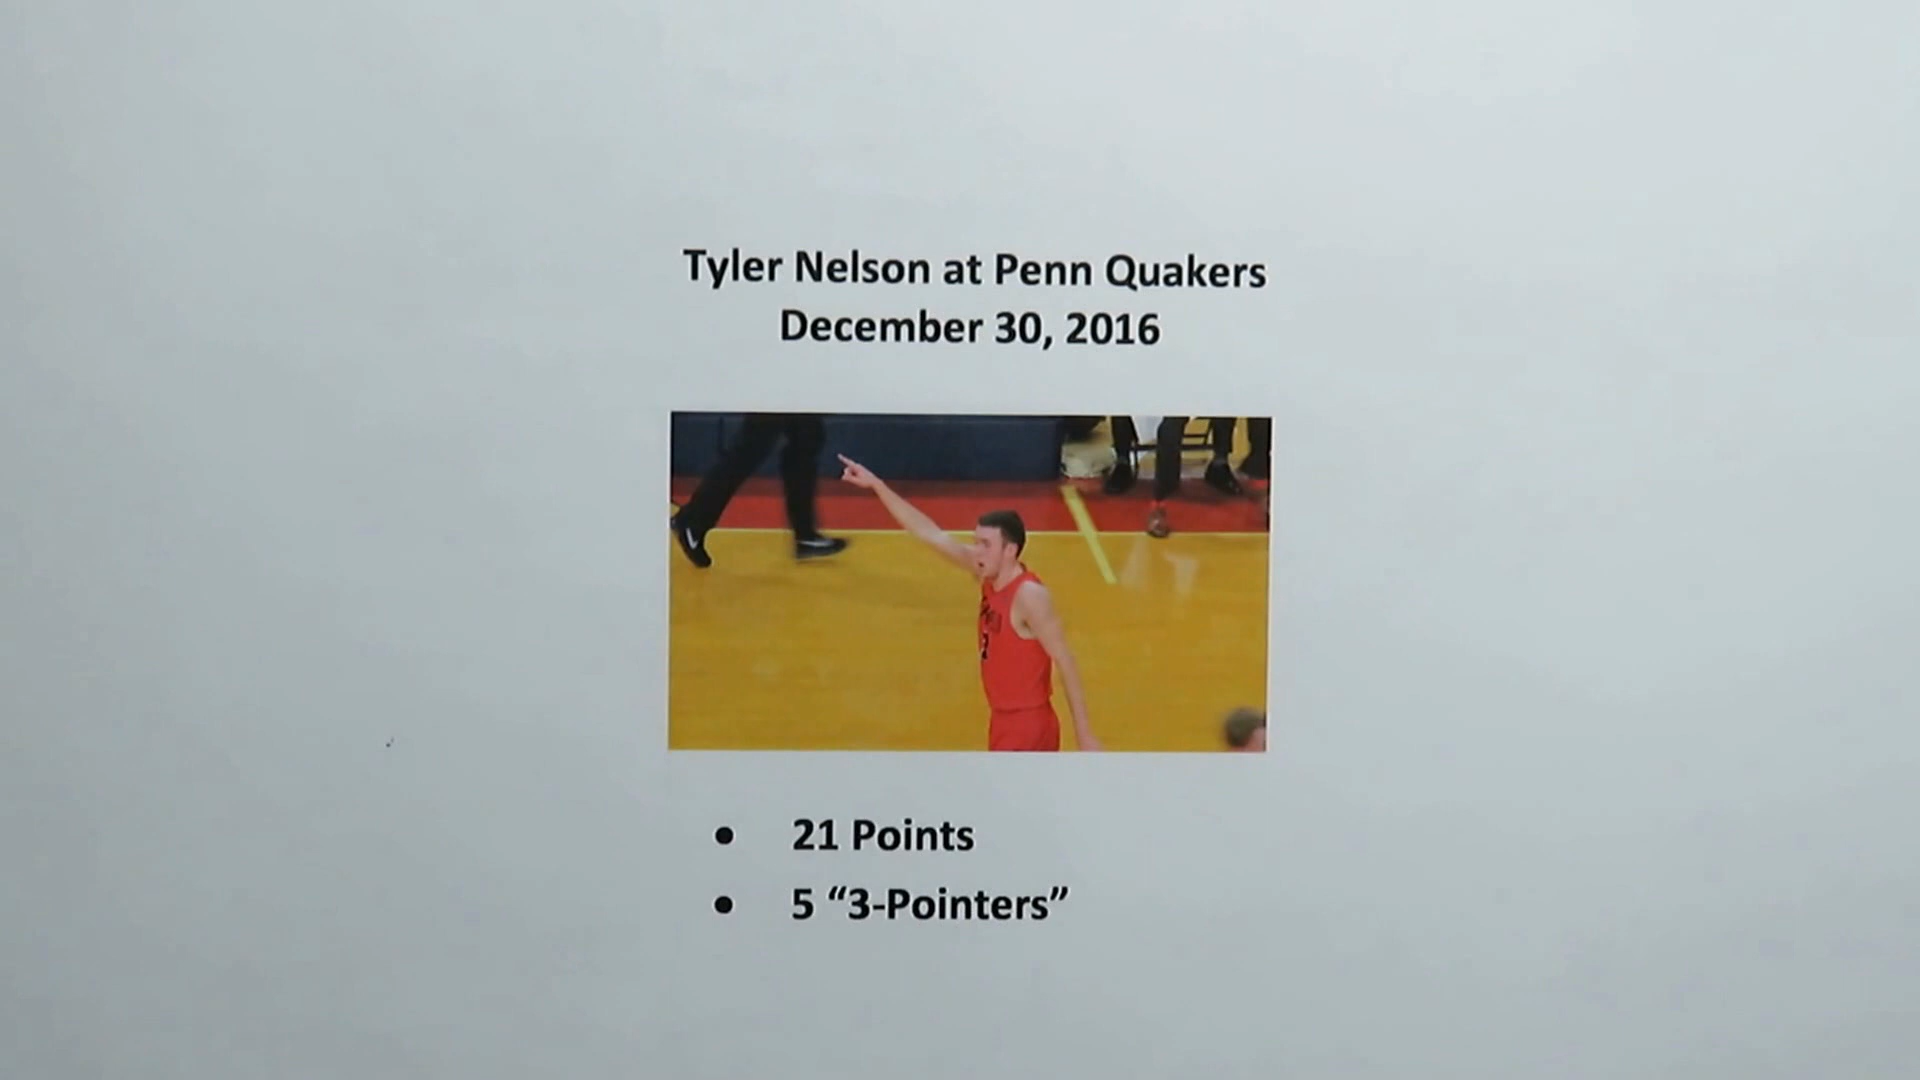 Tyler Nelson at Penn Quakers
December 30, 2016
• 21 Points
• 5 “3-Pointers”